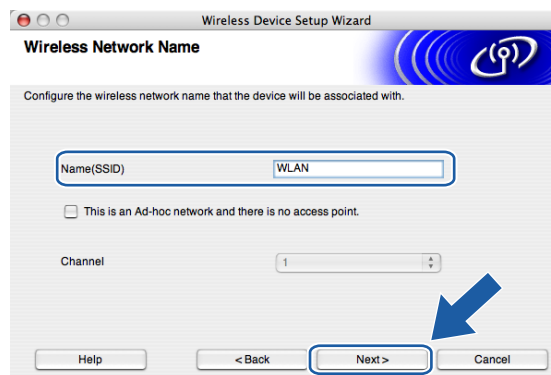 Wireless Device Setup Wizard
Wireless Network Name
Configure the wireless network name that the device will be associated with.
Name(SSID) WLAN
This is an Ad-hoc network and there is no access point.
Channel 1
Help < Back Next > Cancel